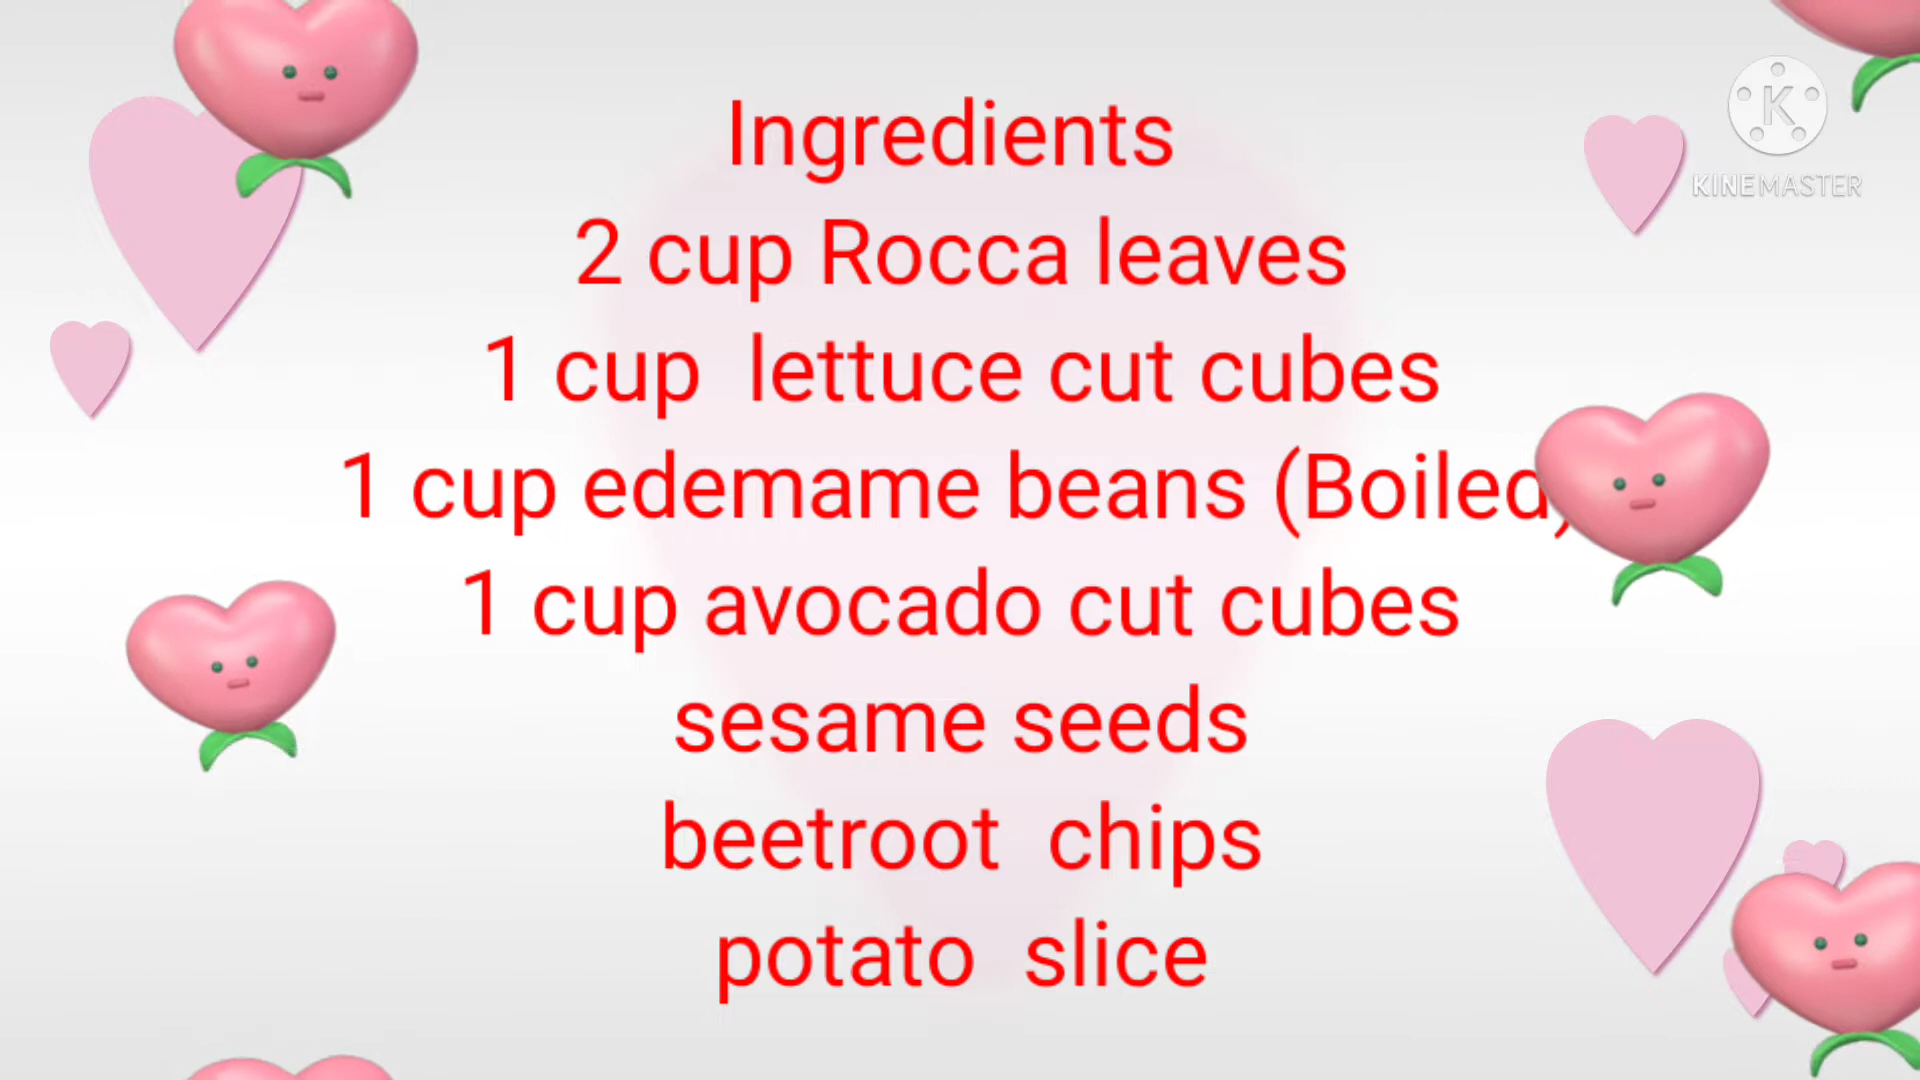 Ingredients
2 cup Rocca leaves
1 cup lettuce cut cubes
1 cup edemame beans (Boiled)
1 cup avocado cut cubes
sesame seeds
beetroot chips
potato slice
K
KINEMASTER